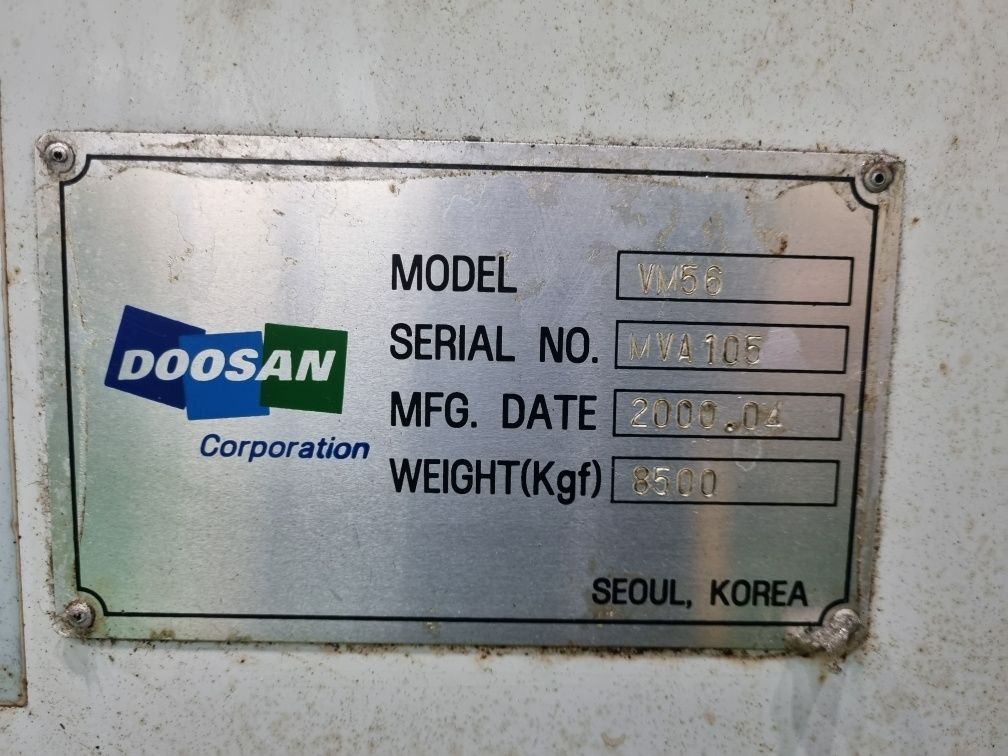 DOOSAN
Corporation
MODEL VM56
SERIAL NO. MVA105
MFG. DATE 2000.04
WEIGHT(Kgf) 8500
SEOUL, KOREA